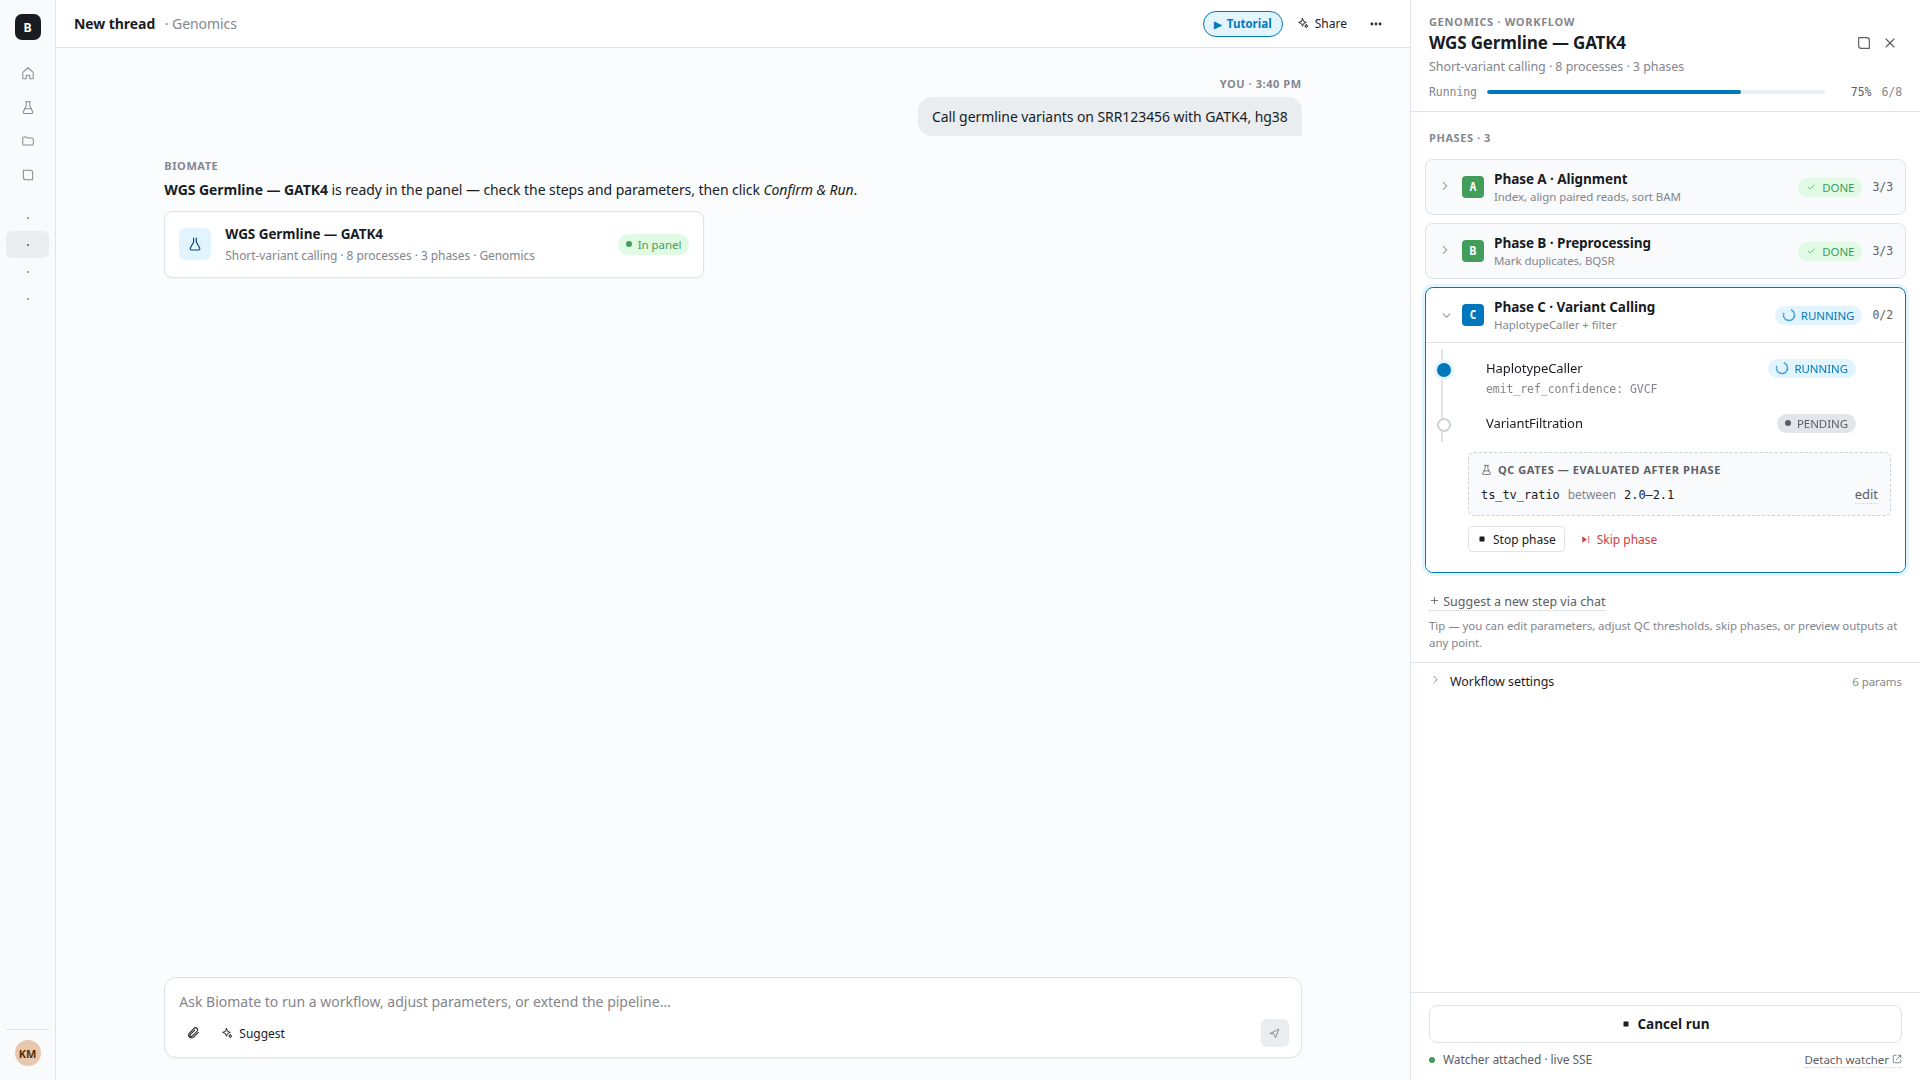 B
New thread · Genomics
▶ Tutorial
Share
YOU · 3:40 PM
Call germline variants on SRR123456 with GATK4, hg38
BIOMATE
WGS Germline — GATK4 is ready in the panel — check the steps and parameters, then click Confirm & Run.
WGS Germline — GATK4
Short-variant calling · 8 processes · 3 phases · Genomics
In panel
Ask Biomate to run a workflow, adjust parameters, or extend the pipeline...
Suggest
KM
GENOMICS · WORKFLOW
WGS Germline — GATK4
Short-variant calling · 8 processes · 3 phases
Running 75% 6/8
PHASES · 3
A Phase A · Alignment DONE 3/3
Index, align paired reads, sort BAM
B Phase B · Preprocessing DONE 3/3
Mark duplicates, BQSR
C Phase C · Variant Calling RUNNING 0/2
HaplotypeCaller + filter
HaplotypeCaller RUNNING
emit_ref_confidence: GVCF
VariantFiltration PENDING
QC GATES — EVALUATED AFTER PHASE
ts_tv_ratio between 2.0–2.1 edit
Stop phase Skip phase
+ Suggest a new step via chat
Tip — you can edit parameters, adjust QC thresholds, skip phases, or preview outputs at
any point.
Workflow settings 6 params
Cancel run
Watcher attached · live SSE Detach watcher